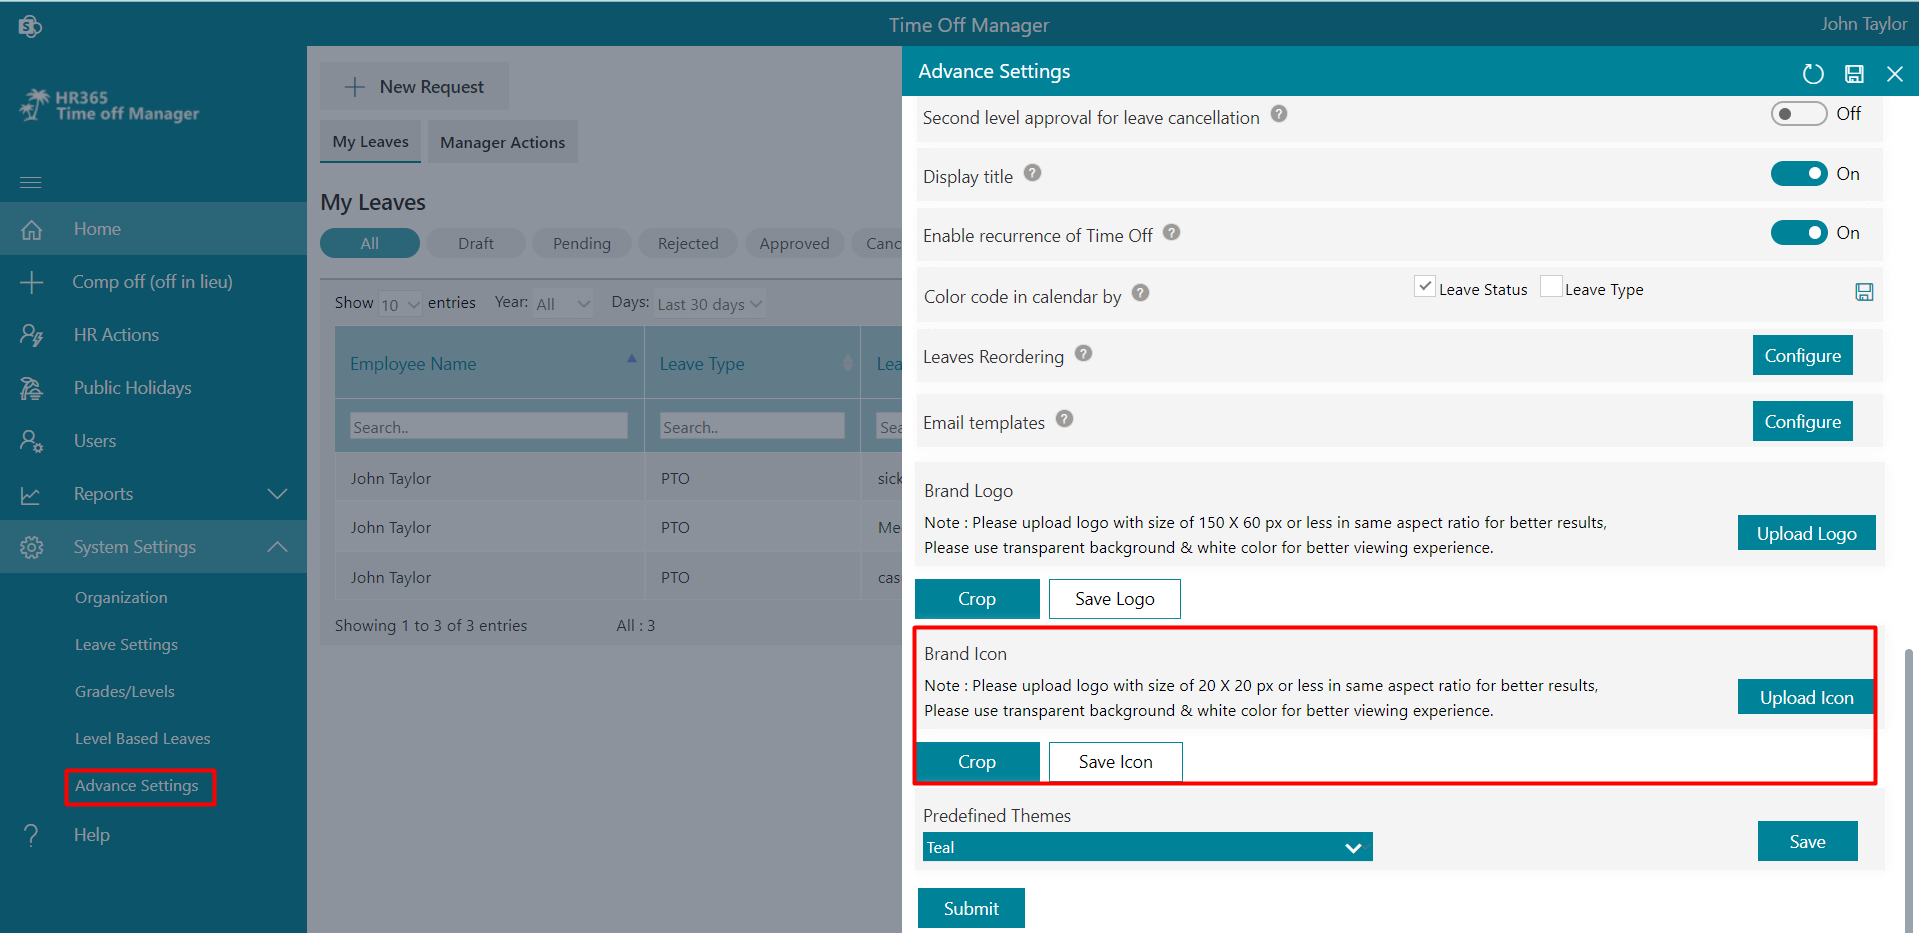 Time Off Manager
John Taylor
HR365
Time off Manager
Home
Comp off (off in lieu)
HR Actions
Public Holidays
Users
Reports
System Settings
Organization
Leave Settings
Grades/Levels
Level Based Leaves
Advance Settings
Help
New Request
My Leaves
Manager Actions
My Leaves
All
Draft
Pending
Rejected
Approved
Canc
Show 10 entries Year: All Days: Last 30 days
Employee Name
Leave Type
Lea
Search..
Search..
Sea
John Taylor PTO sick
John Taylor PTO Me
John Taylor PTO cas
Showing 1 to 3 of 3 entries All : 3
Advance Settings
Second level approval for leave cancellation ? Off
Display title ? On
Enable recurrence of Time Off ? On
Color code in calendar by ? Leave Status Leave Type
Leaves Reordering ? Configure
Email templates ? Configure
Brand Logo
Note : Please upload logo with size of 150 X 60 px or less in same aspect ratio for better results,
Please use transparent background & white color for better viewing experience.
Upload Logo
Crop
Save Logo
Brand Icon
Note : Please upload logo with size of 20 X 20 px or less in same aspect ratio for better results,
Please use transparent background & white color for better viewing experience.
Upload Icon
Crop
Save Icon
Predefined Themes
Teal
Save
Submit